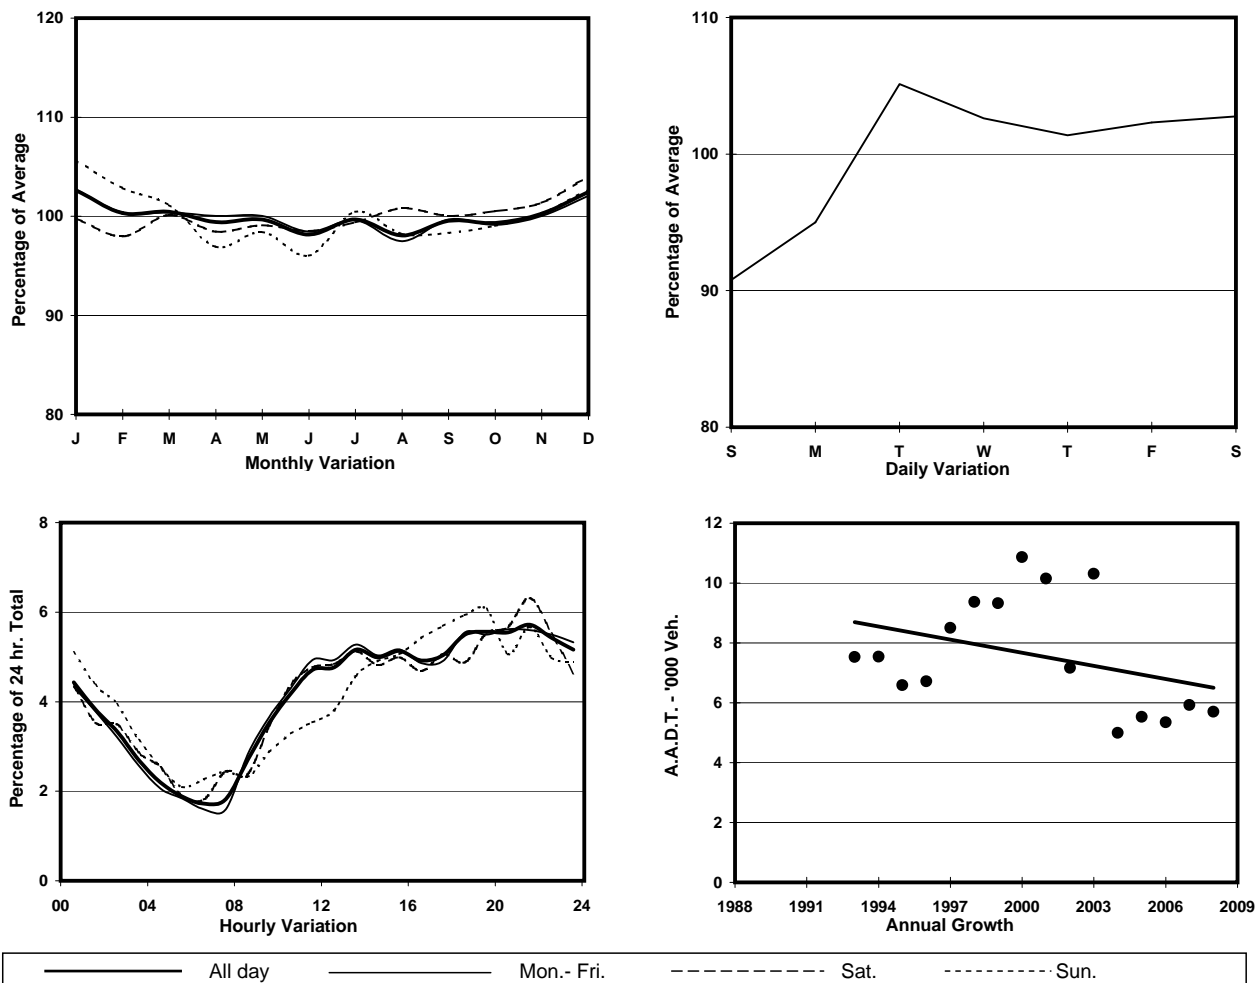 120
110
100
90
80
Percentage of Average
J F M A M J J A S O N D
Monthly Variation
110
100
90
80
Percentage of Average
S M T W T F S
Daily Variation
8
6
4
2
0
Percentage of 24 hr. Total
00 04 08 12 16 20 24
Hourly Variation
12
10
8
6
4
2
0
A.A.D.T. - '000 Veh.
1988 1991 1994 1997 2000 2003 2006 2009
Annual Growth
All day Mon.- Fri. Sat. Sun.